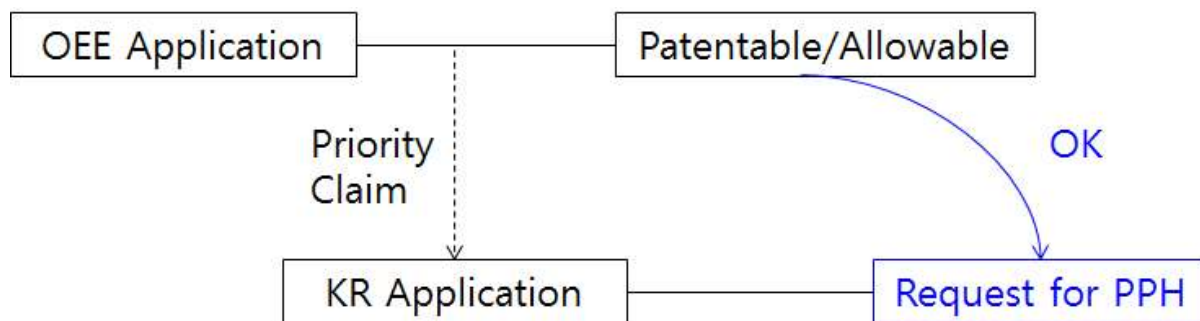 OEE Application
Patentable/Allowable
Priority
Claim
OK
KR Application
Request for PPH